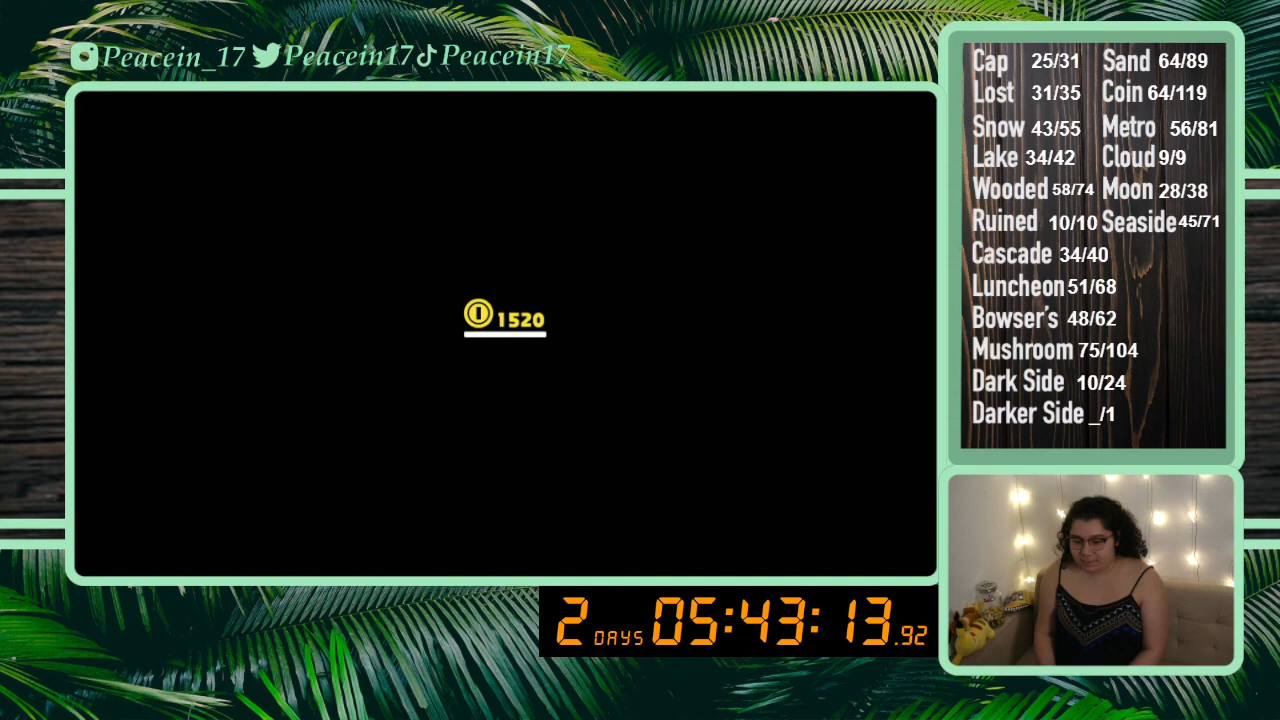 Peacein_17 Peacein17 Peacein17
Cap 25/31 Sand 64/89
Lost 31/35 Coin 64/119
Snow 43/55 Metro 56/81
Lake 34/42 Cloud 9/9
Wooded 58/74 Moon 28/38
Ruined 10/10 Seaside 45/71
Cascade 34/40
Luncheon 51/68
Bowser's 48/62
Mushroom 75/104
Dark Side 10/24
Darker Side _/1
1520
2 DAYS 05:43:13.92